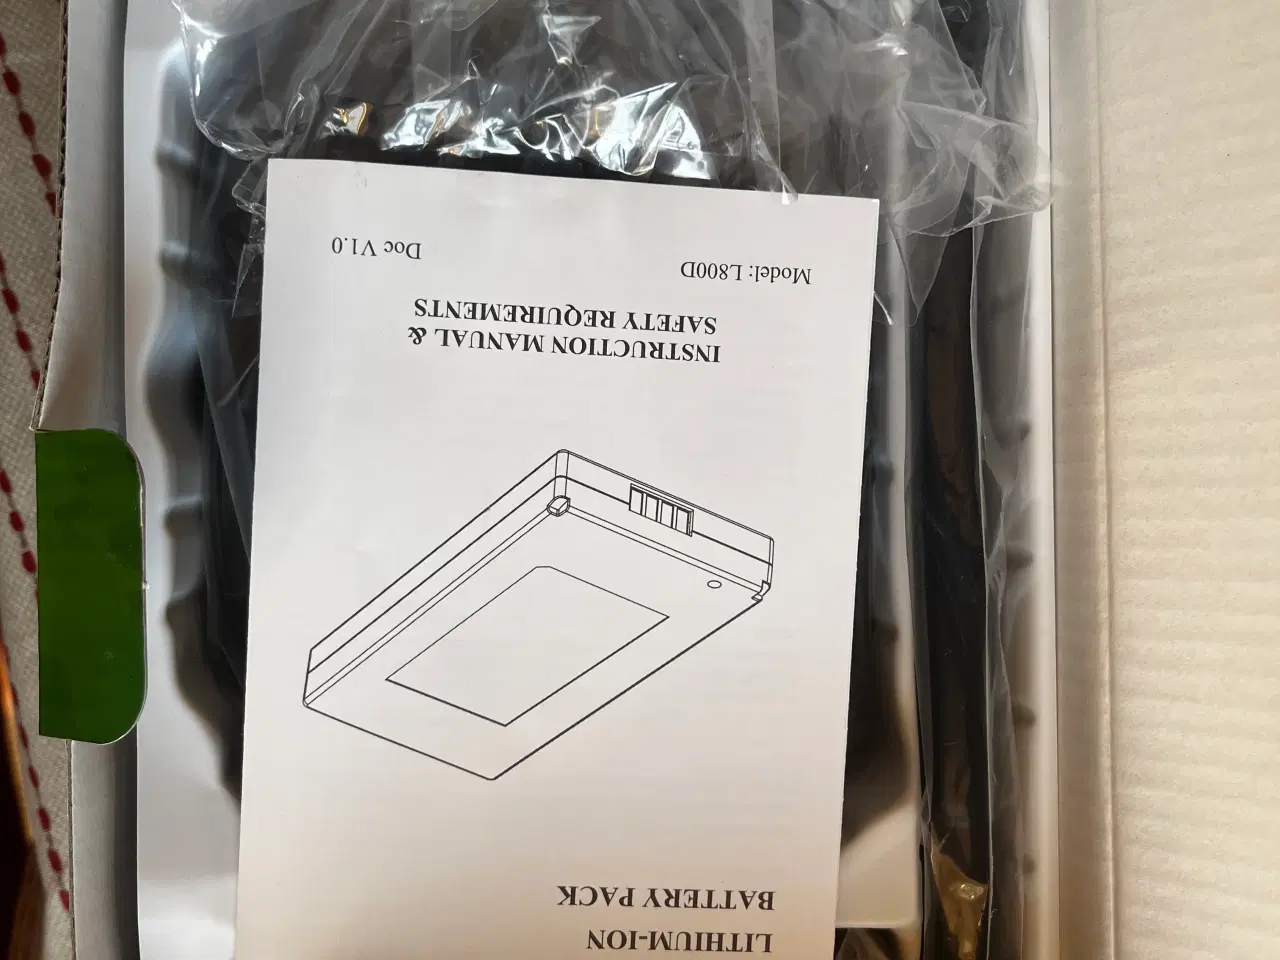 LITHIUM-ION
BATTERY PACK
INSTRUCTION MANUAL &
SAFETY REQUIREMENTS
Model: L800D
Doc V1.0